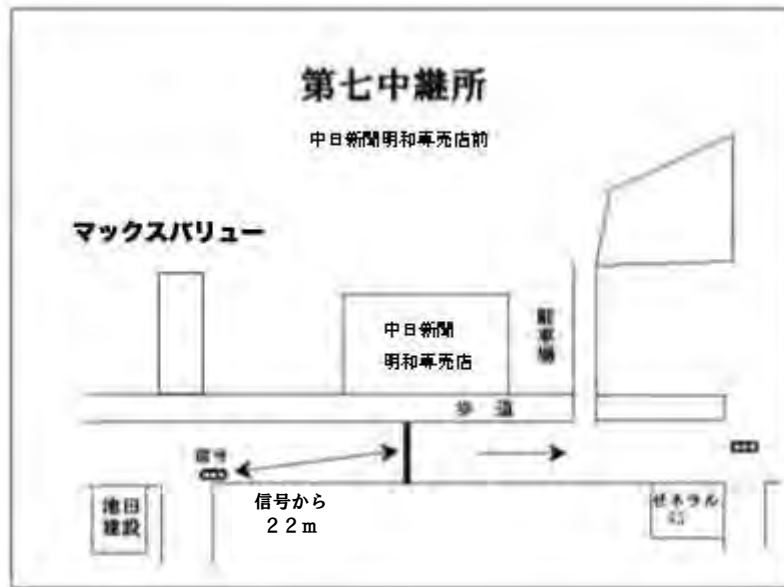 第七中継所
中日新聞明和専売店前
マックスバリュー
中日新聞
明和専売店
駐車場
歩 道
信号
信号から
22m
池田
建設
ゼネラル